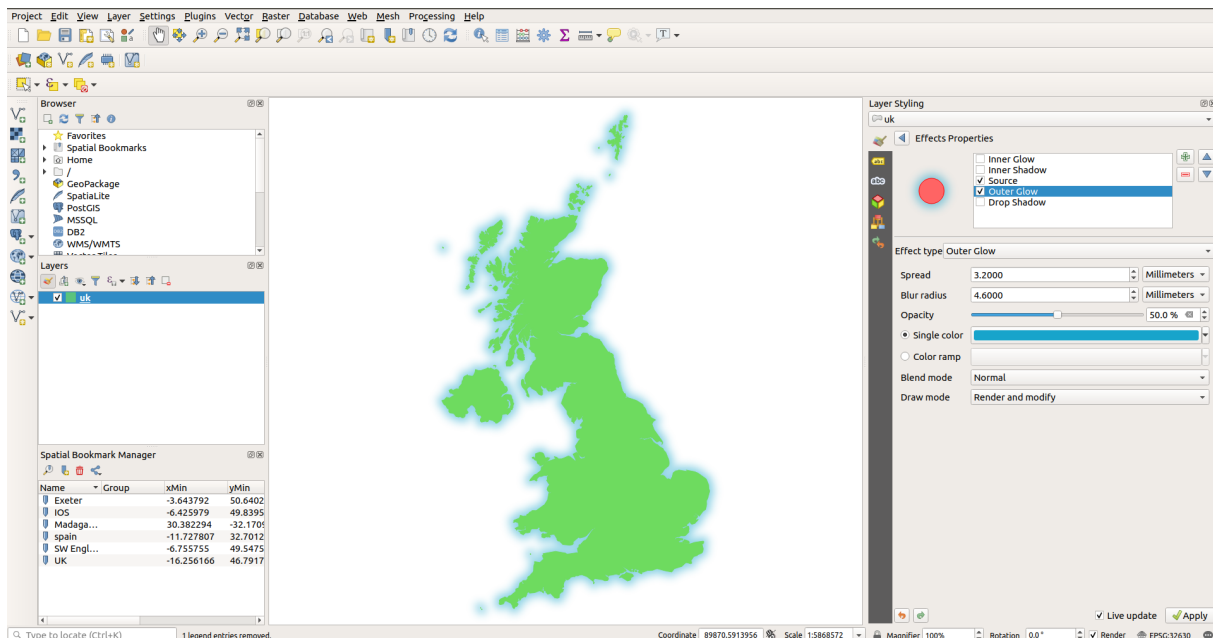 Project Edit View Layer Settings Plugins Vector Raster Database Web Mesh Processing Help
Browser
Favorites
Spatial Bookmarks
Home
/
GeoPackage
SpatiaLite
PostGIS
MSSQL
DB2
WMS/WMTS
Vector Tiles
Layers
uk
Spatial Bookmark Manager
Name Group xMin yMin
Exeter -3.643792 50.6402
IOS -6.425979 49.8395
Madaga... 30.382294 -32.1709
spain -11.727807 32.7012
SW Engl... -6.755755 49.5475
UK -16.256166 46.7917
Layer Styling
uk
Effects Properties
abc
abc
Inner Glow
Inner Shadow
Source
Outer Glow
Drop Shadow
Effect type Outer Glow
Spread 3.2000 Millimeters
Blur radius 4.6000 Millimeters
Opacity 50.0 %
Single color
Color ramp
Blend mode Normal
Draw mode Render and modify
Live update Apply
Type to locate (Ctrl+K) 1 legend entries removed. Coordinate 89870,5913956 Scale 1:5868572 Magnifier 100% Rotation 0.0 ° Render EPSG:32630